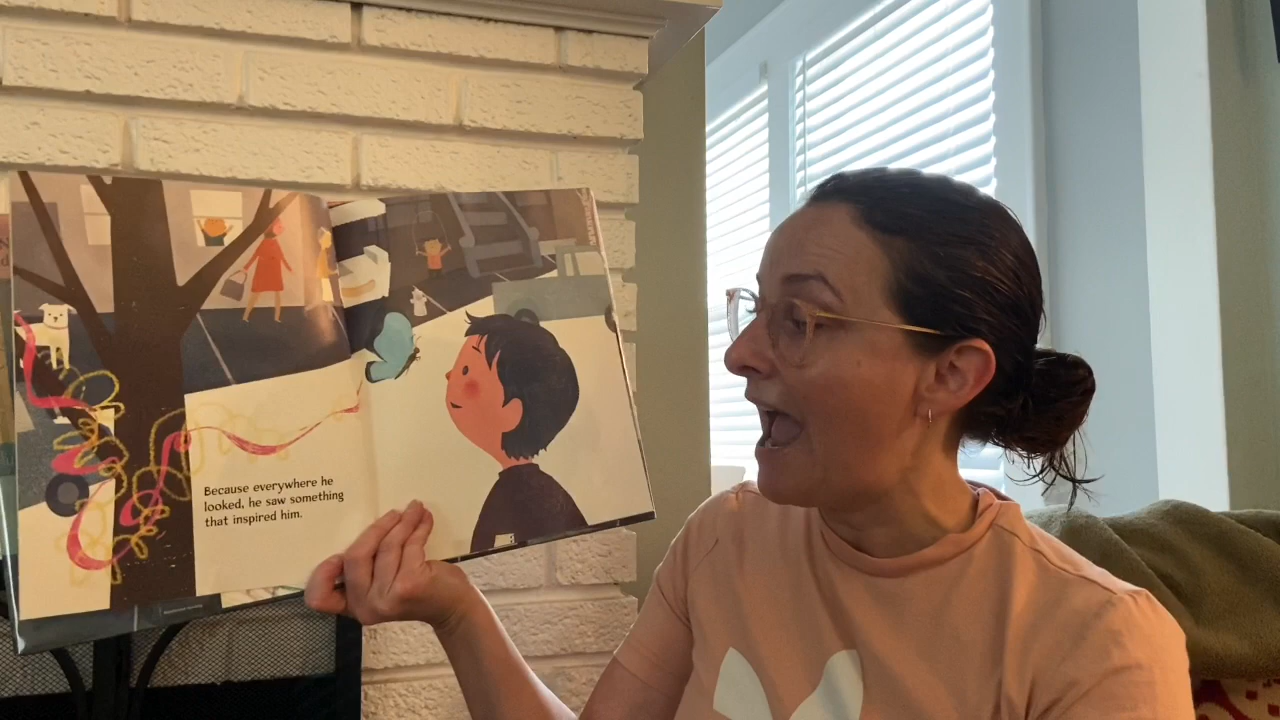 Because everywhere he
looked, he saw something
that inspired him.